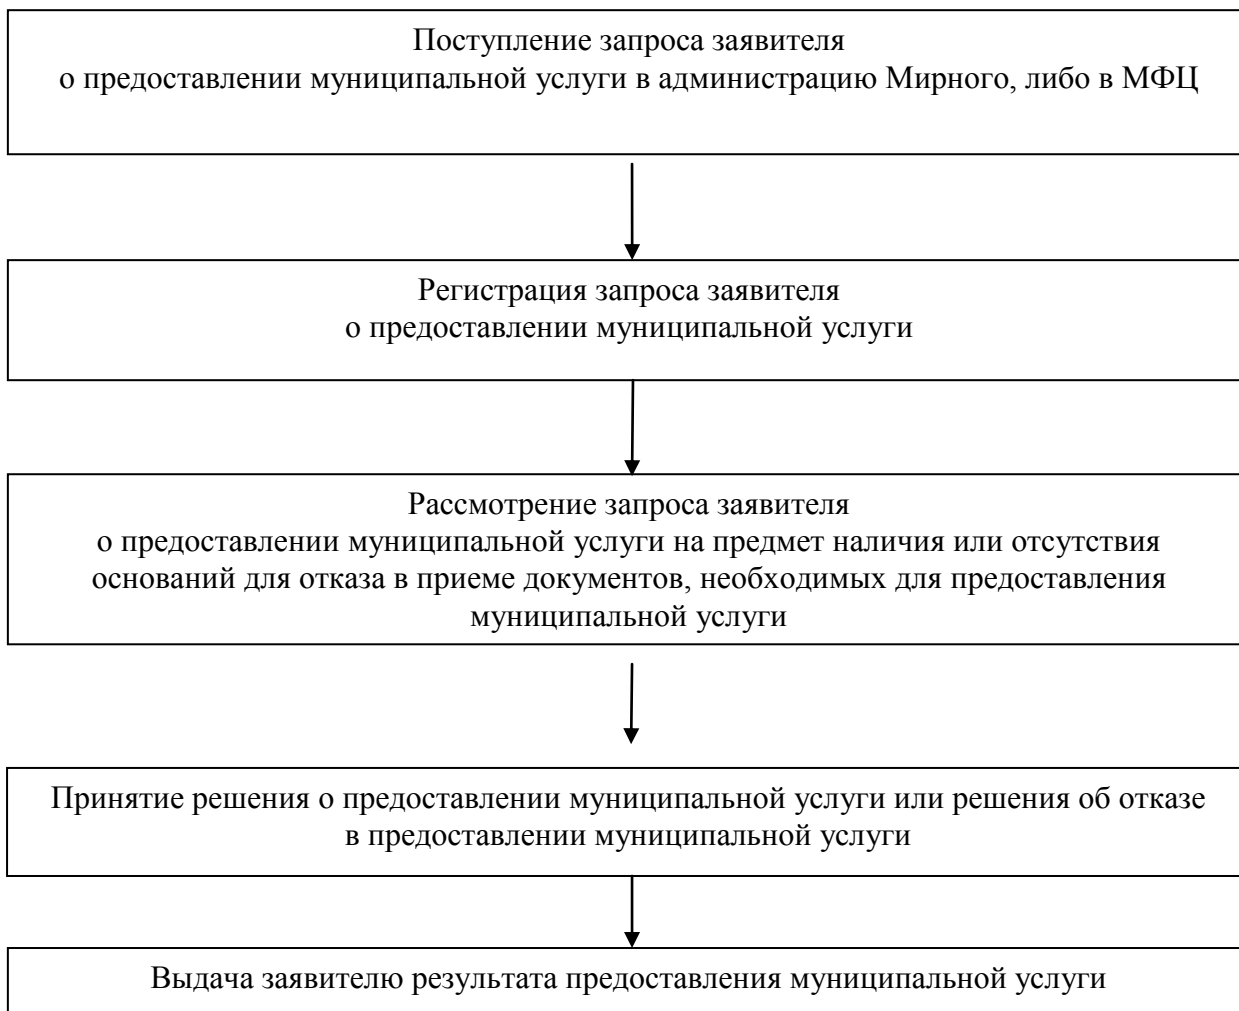 Поступление запроса заявителя
о предоставлении муниципальной услуги в администрацию Мирного, либо в МФЦ
Регистрация запроса заявителя
о предоставлении муниципальной услуги
Рассмотрение запроса заявителя
о предоставлении муниципальной услуги на предмет наличия или отсутствия
оснований для отказа в приеме документов, необходимых для предоставления
муниципальной услуги
Принятие решения о предоставлении муниципальной услуги или решения об отказе
в предоставлении муниципальной услуги
Выдача заявителю результата предоставления муниципальной услуги